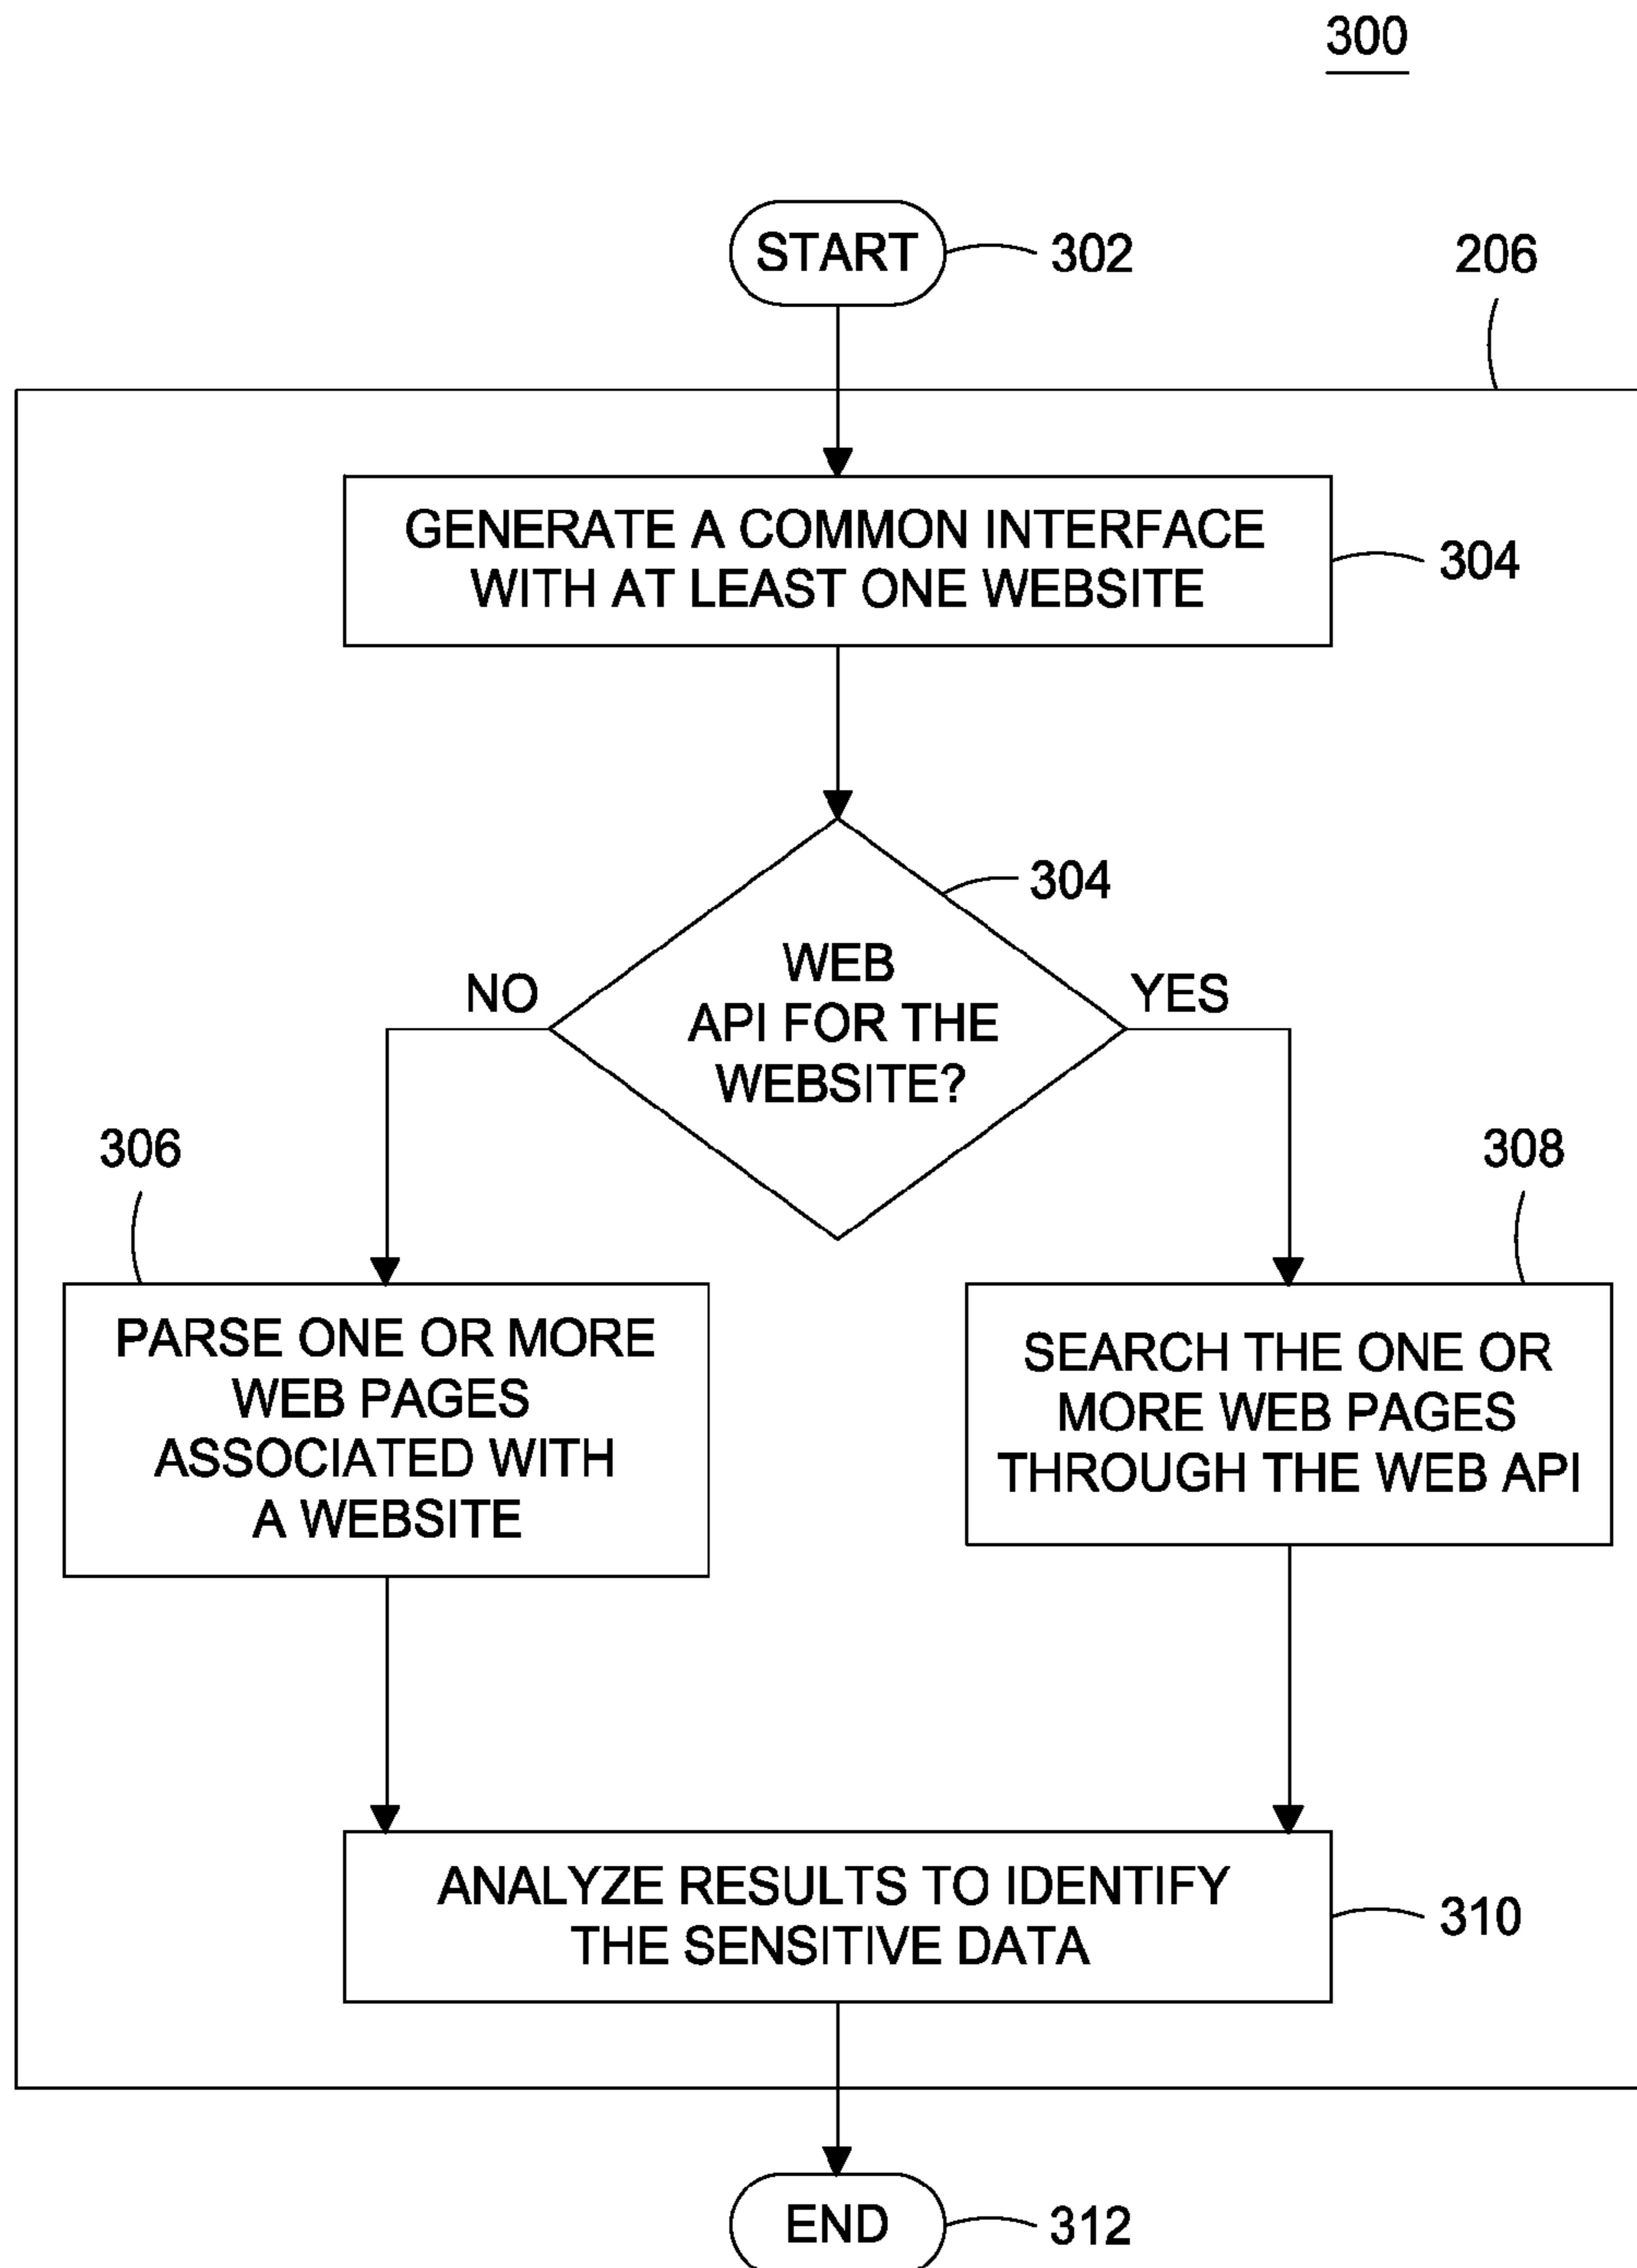 300
START
302
206
GENERATE A COMMON INTERFACE
WITH AT LEAST ONE WEBSITE
304
304
WEB
API FOR THE
WEBSITE?
NO
YES
306
308
PARSE ONE OR MORE
WEB PAGES
ASSOCIATED WITH
A WEBSITE
SEARCH THE ONE OR
MORE WEB PAGES
THROUGH THE WEB API
ANALYZE RESULTS TO IDENTIFY
THE SENSITIVE DATA
310
END
312